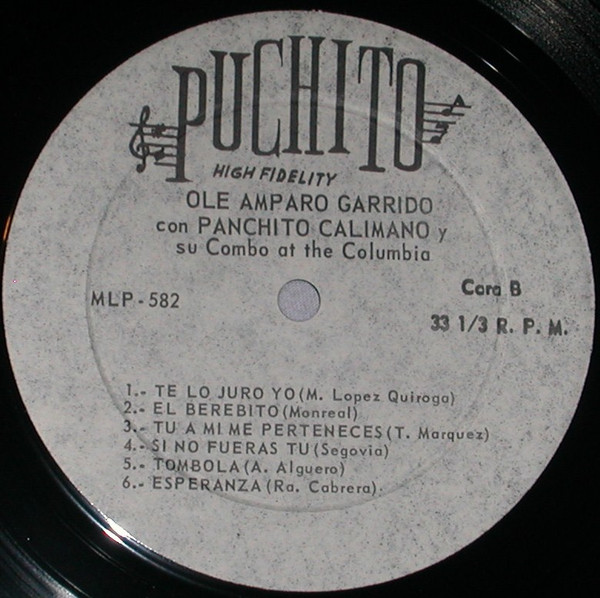 PUCHITO
HIGH FIDELITY
OLE AMPARO GARRIDO
con PANCHITO CALIMANO y
su Combo at the Columbia
MLP - 582
Cara B
33 1/3 R. P. M.
1.- TE LO JURO YO (M. Lopez Quiroga)
2.- EL BEREBITO (Monreal)
3.- TU A MI ME PERTENECES (T. Marquez)
4.- SI NO FUERAS TU (Segovia)
5.- TOMBOLA (A. Alguero)
6.- ESPERANZA (Ra. Cabrera).